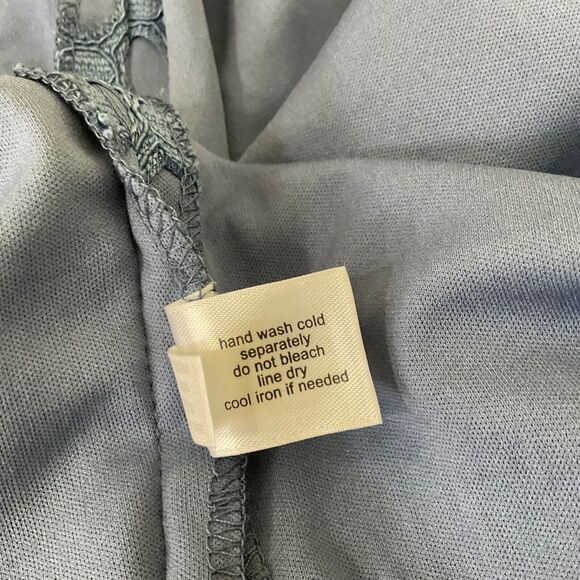 hand wash cold
separately
do not bleach
line dry
cool iron if needed